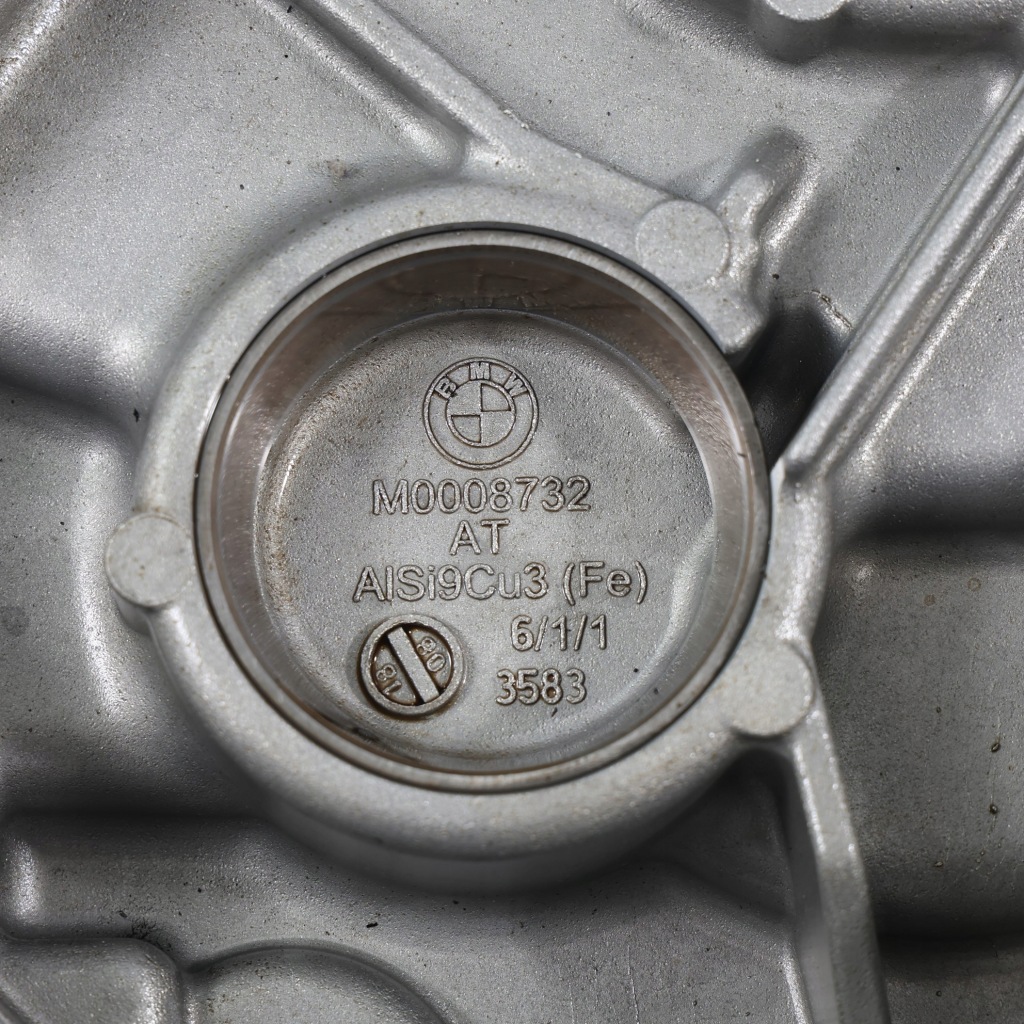 BMW
M0008732
AT
AlSi9Cu3 (Fe)
6/1/1
3583